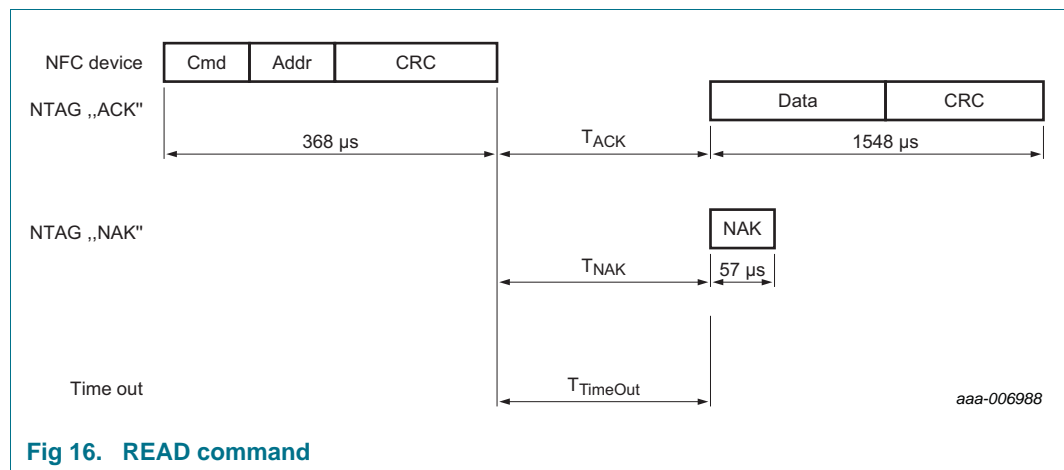 NFC device Cmd Addr CRC
NTAG ,,ACK" Data CRC
368 µs TACK 1548 µs
NTAG ,,NAK" NAK
TNAK 57 µs
Time out TTimeOut
aaa-006988
Fig 16. READ command